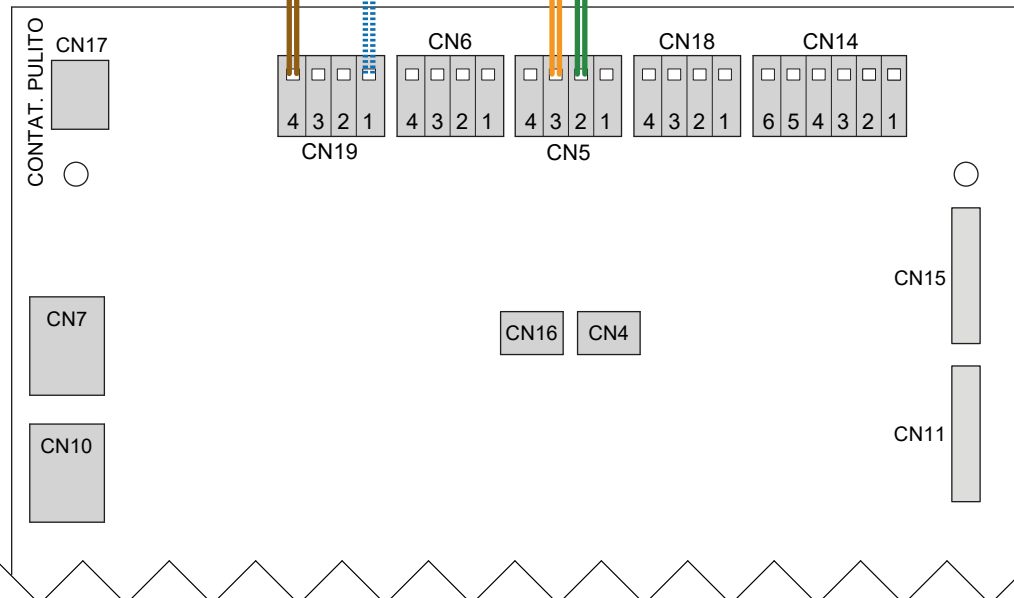 CONTAT. PULITO
CN17
CN6
CN18
CN14
4 3 2 1
4 3 2 1
4 3 2 1
4 3 2 1
6 5 4 3 2 1
CN19
CN5
CN15
CN7
CN16
CN4
CN11
CN10